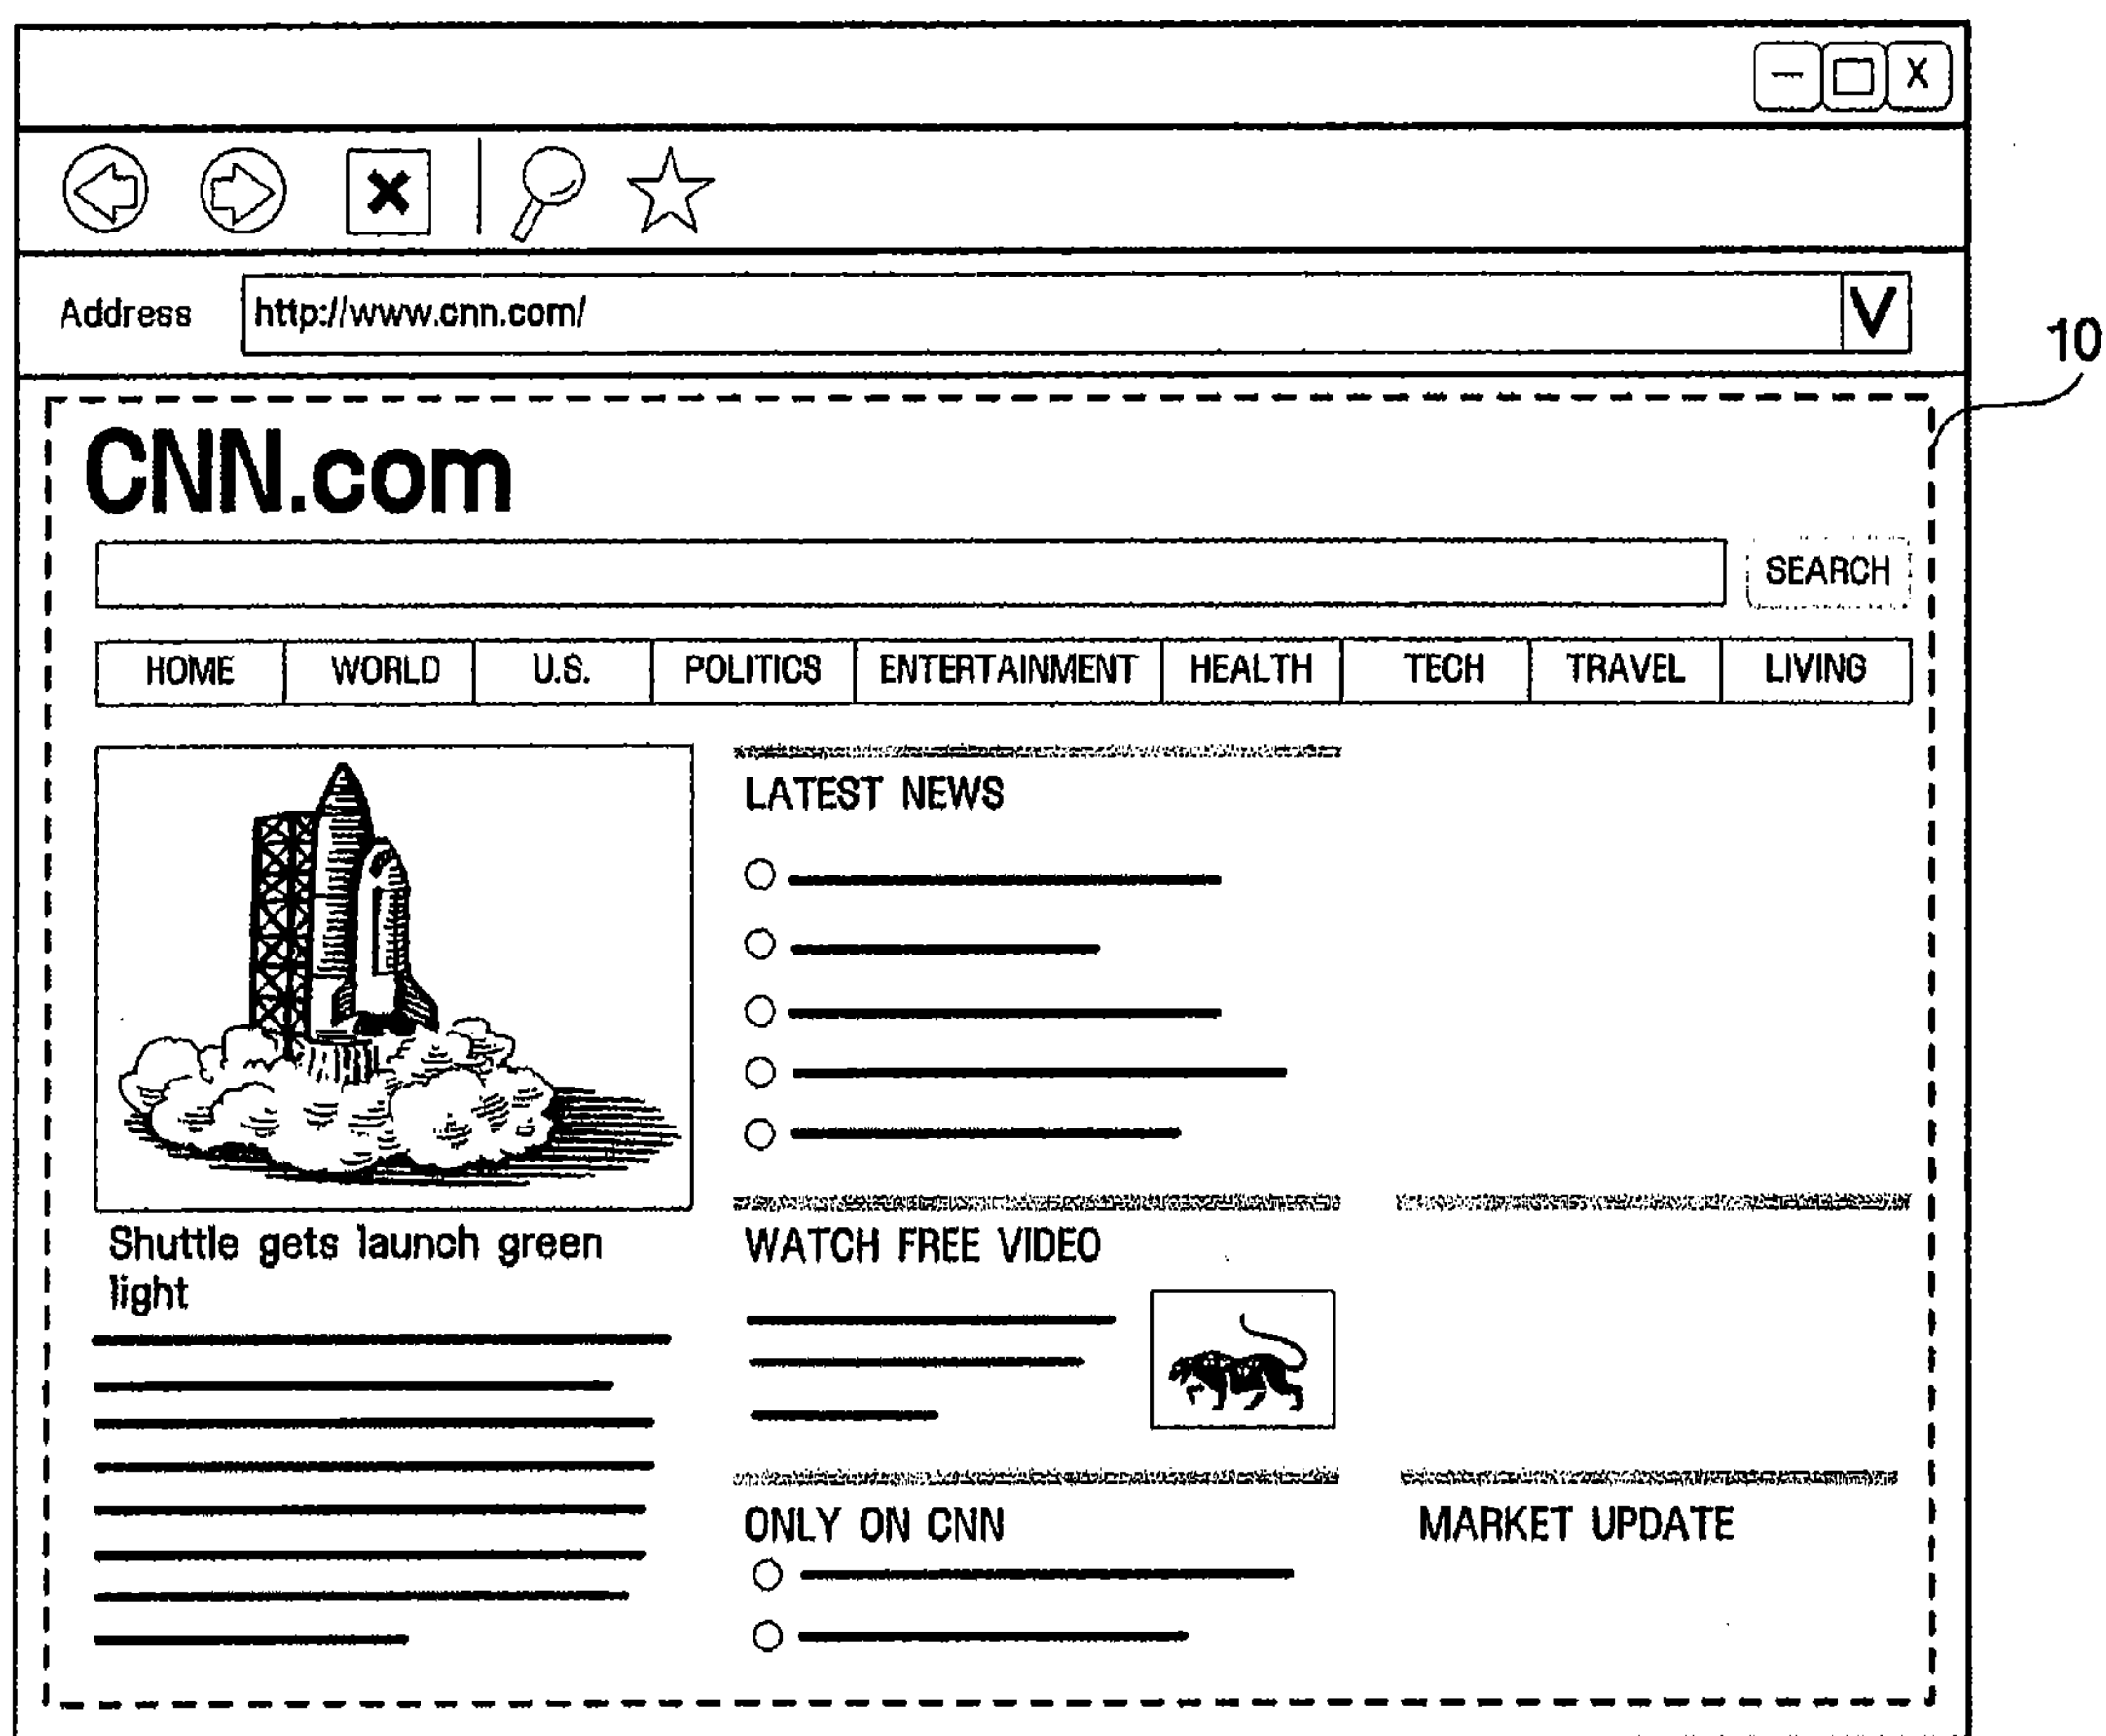 X
Address http://www.cnn.com/ V
10
CNN.com
SEARCH
HOME WORLD U.S. POLITICS ENTERTAINMENT HEALTH TECH TRAVEL LIVING
LATEST NEWS
Shuttle gets launch green
light
WATCH FREE VIDEO
ONLY ON CNN
MARKET UPDATE